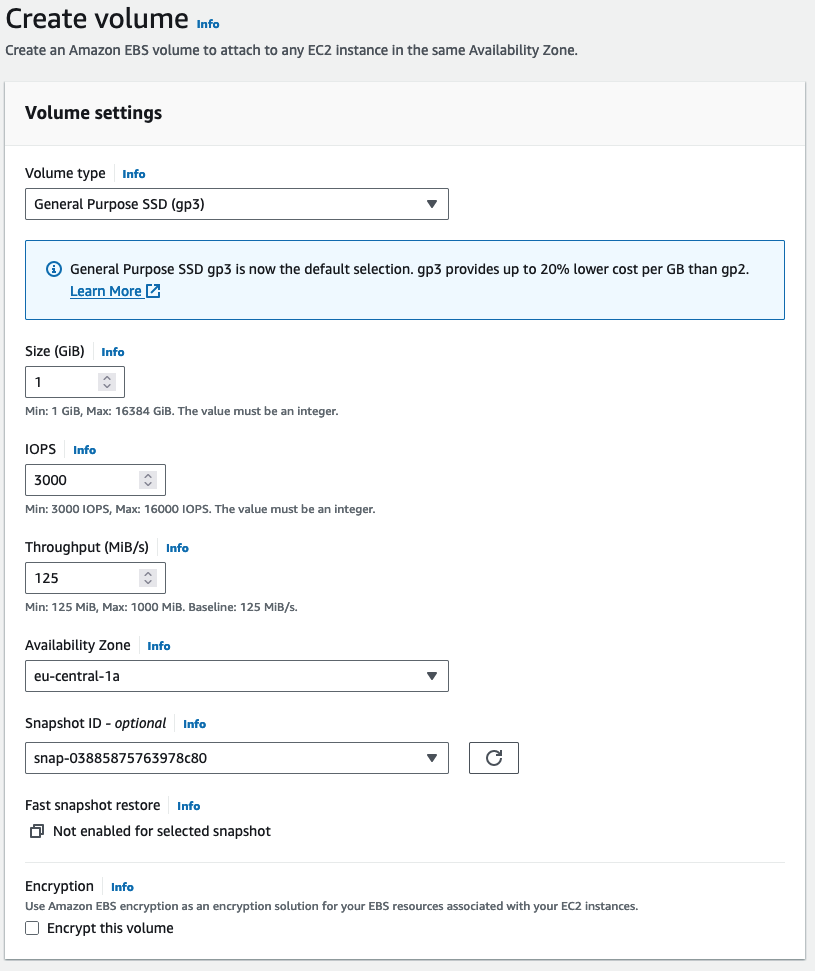 Create volume Info
Create an Amazon EBS volume to attach to any EC2 instance in the same Availability Zone.
Volume settings
Volume type Info
General Purpose SSD (gp3)
General Purpose SSD gp3 is now the default selection. gp3 provides up to 20% lower cost per GB than gp2.
Learn More
Size (GiB) Info
1
Min: 1 GiB, Max: 16384 GiB. The value must be an integer.
IOPS Info
3000
Min: 3000 IOPS, Max: 16000 IOPS. The value must be an integer.
Throughput (MiB/s) Info
125
Min: 125 MiB, Max: 1000 MiB. Baseline: 125 MiB/s.
Availability Zone Info
eu-central-1a
Snapshot ID - optional Info
snap-03885875763978c80
Fast snapshot restore Info
Not enabled for selected snapshot
Encryption Info
Use Amazon EBS encryption as an encryption solution for your EBS resources associated with your EC2 instances.
Encrypt this volume